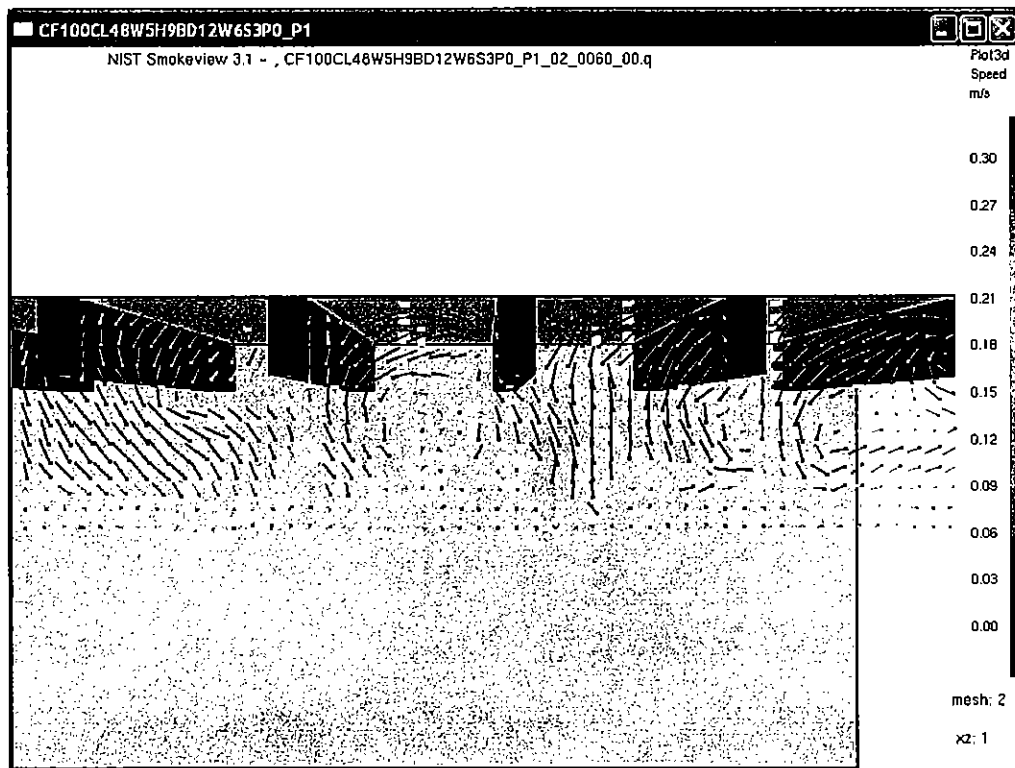 CF100CL48W5H9BD12W6S3P0_P1
NIST Smokeview 3.1 - , CF100CL48W5H9BD12W6S3P0_P1_02_0060_00.q
Plot3d
Speed
m/s
0.30
0.27
0.24
0.21
0.18
0.15
0.12
0.09
0.06
0.03
0.00
mesh: 2
xz: 1